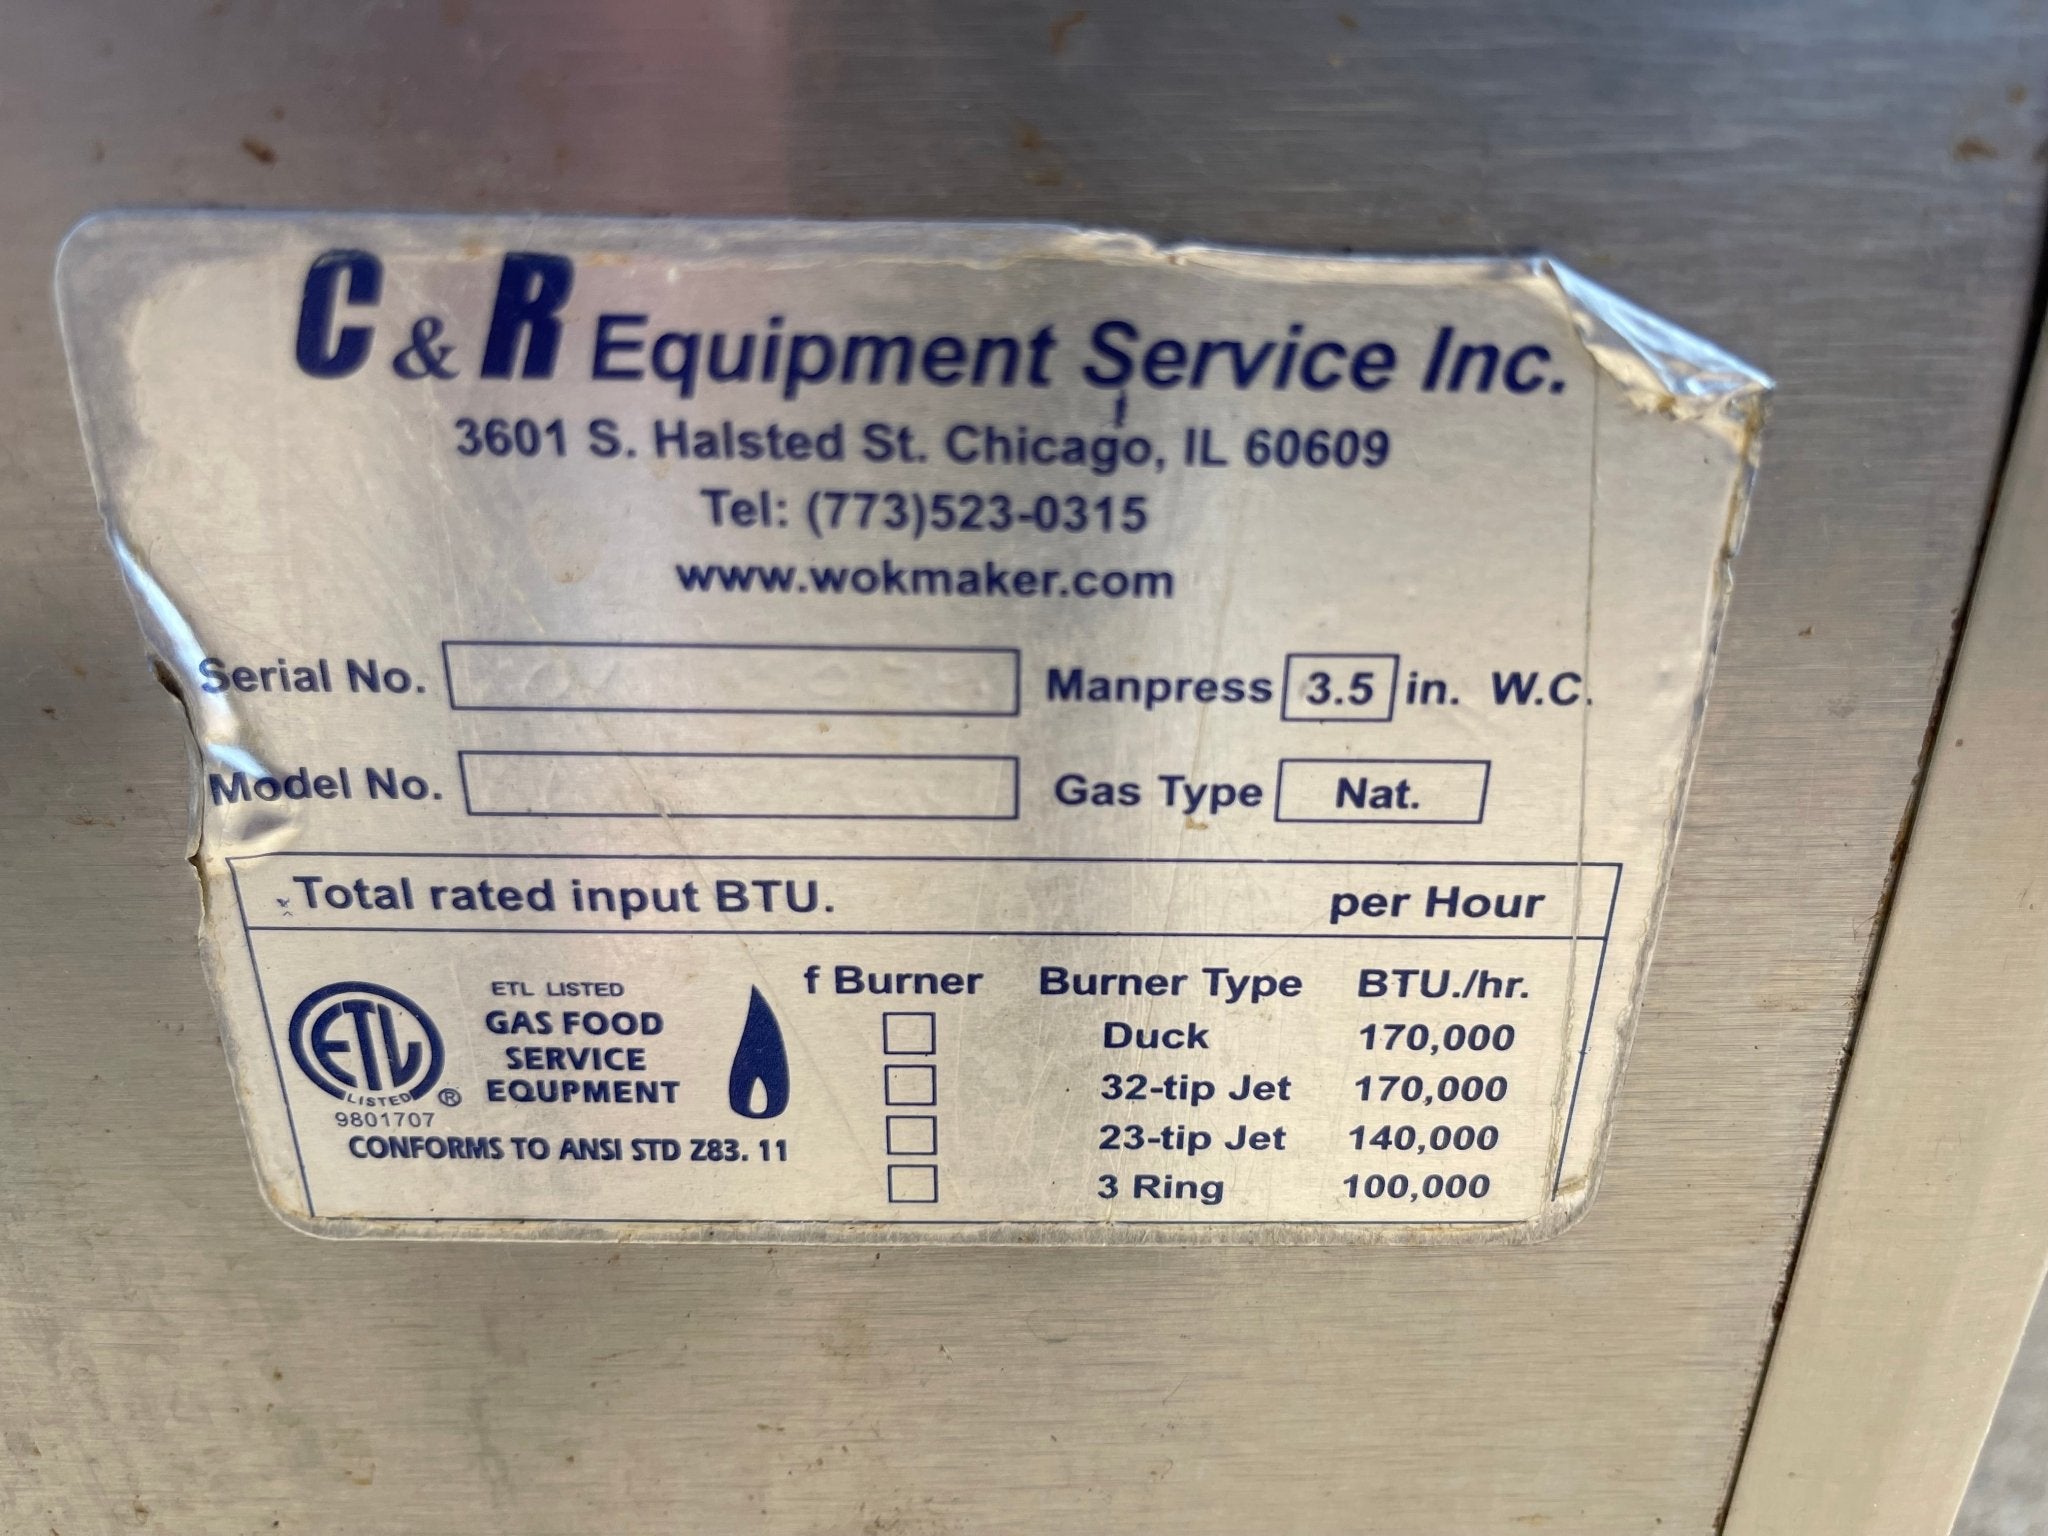 C & R Equipment Service Inc.
3601 S. Halsted St. Chicago, IL 60609
Tel: (773)523-0315
www.wokmaker.com
Serial No. Manpress 3.5 in. W.C.
Model No. Gas Type Nat.
Total rated input BTU. per Hour
f Burner Burner Type BTU./hr.
Duck 170,000
32-tip Jet 170,000
23-tip Jet 140,000
3 Ring 100,000
ETL
LISTED
®
9801707
ETL LISTED
GAS FOOD
SERVICE
EQUPMENT
CONFORMS TO ANSI STD Z83. 11